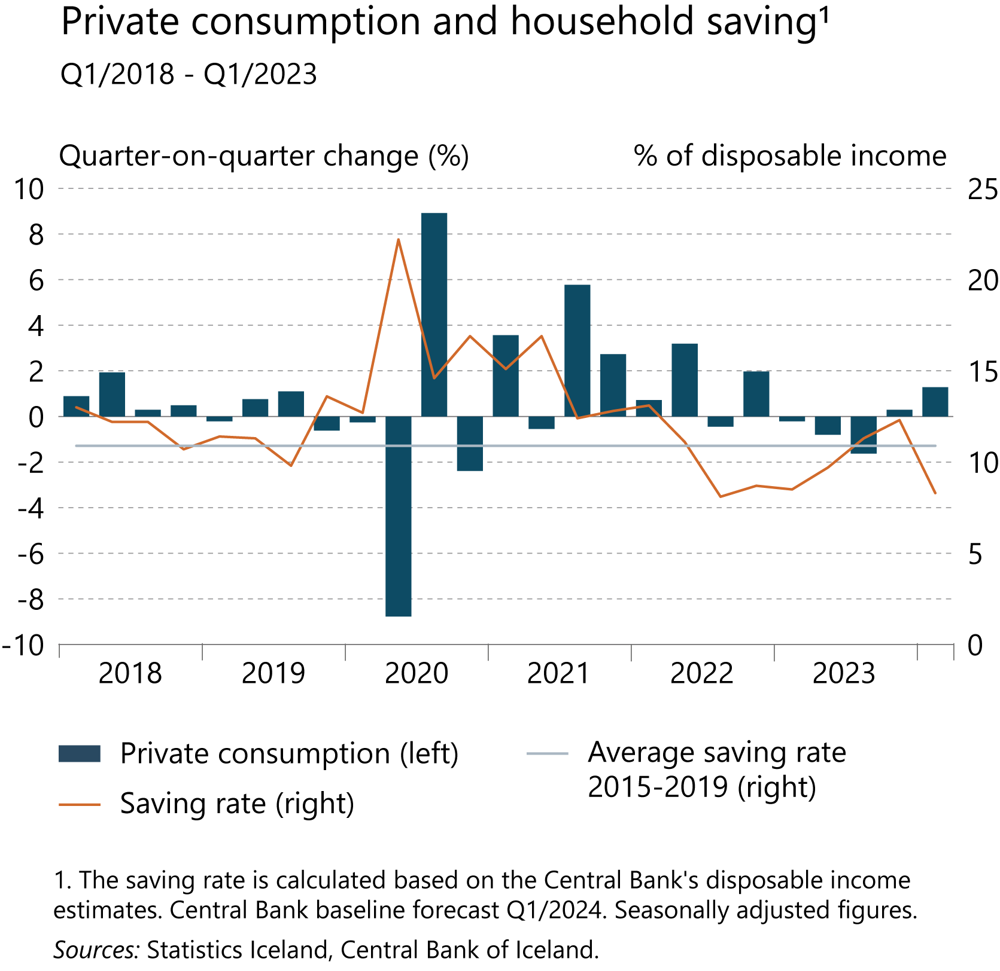 Private consumption and household saving¹
Q1/2018 - Q1/2023
Quarter-on-quarter change (%)
% of disposable income
10
8
6
4
2
0
-2
-4
-6
-8
-10
25
20
15
10
5
0
2018
2019
2020
2021
2022
2023
Private consumption (left)
Saving rate (right)
Average saving rate
2015-2019 (right)
1. The saving rate is calculated based on the Central Bank's disposable income
estimates. Central Bank baseline forecast Q1/2024. Seasonally adjusted figures.
Sources: Statistics Iceland, Central Bank of Iceland.